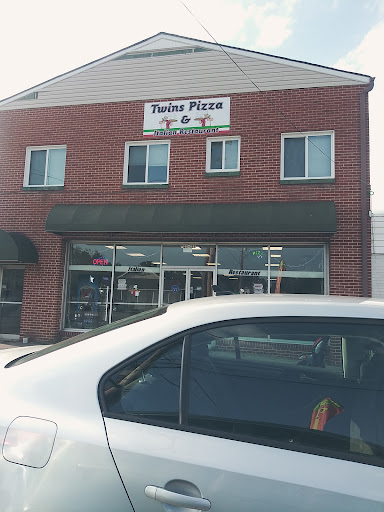 Twins Pizza
&
Italian Restaurant
OPEN
Italian
Restaurant